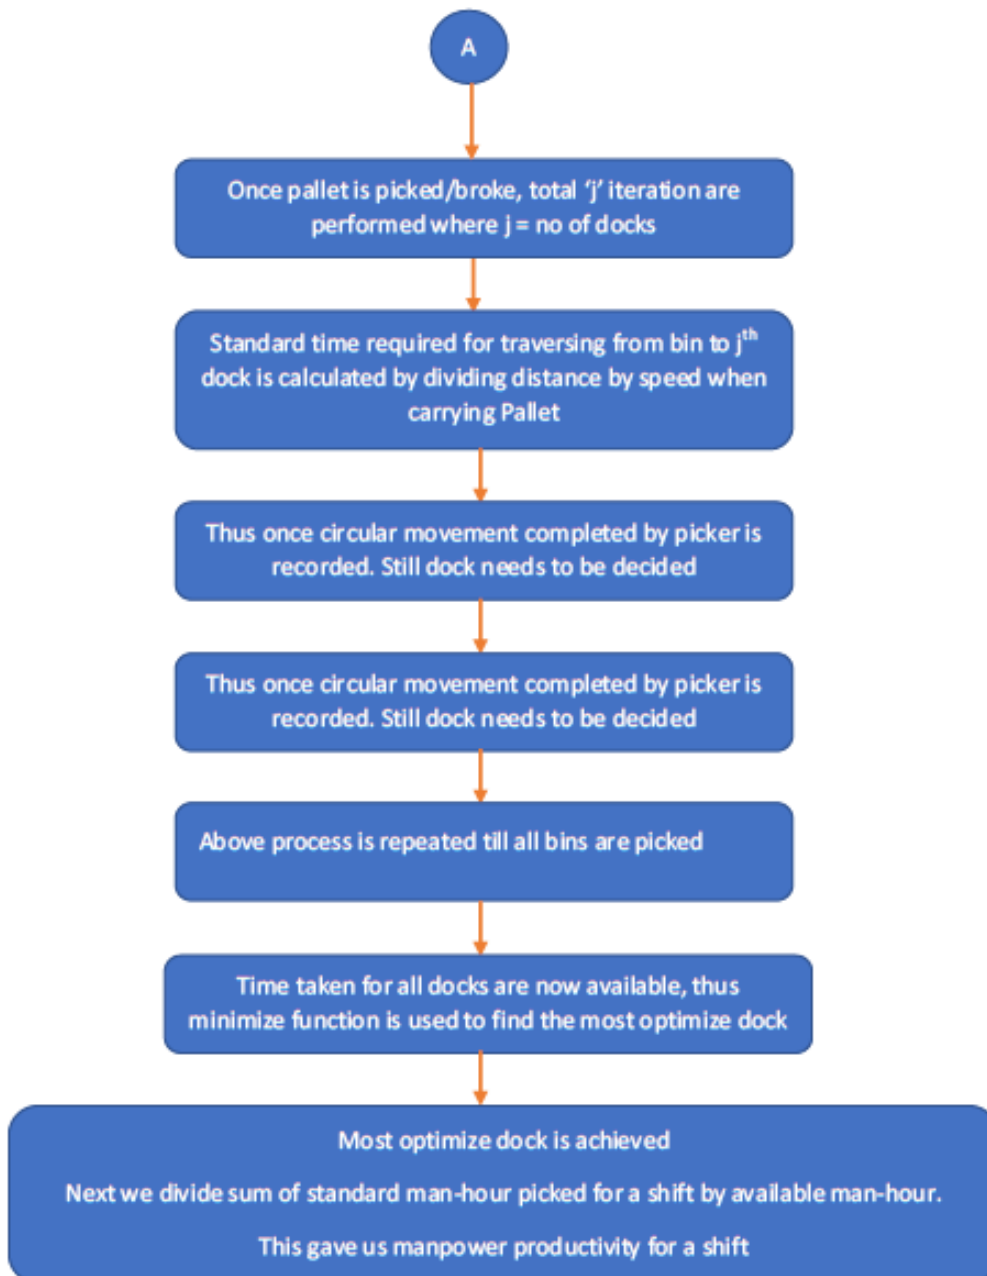 A
Once pallet is picked/broke, total ‘j’ iteration are
performed where j = no of docks
Standard time required for traversing from bin to jth
dock is calculated by dividing distance by speed when
carrying Pallet
Thus once circular movement completed by picker is
recorded. Still dock needs to be decided
Thus once circular movement completed by picker is
recorded. Still dock needs to be decided
Above process is repeated till all bins are picked
Time taken for all docks are now available, thus
minimize function is used to find the most optimize dock
Most optimize dock is achieved
Next we divide sum of standard man-hour picked for a shift by available man-hour.
This gave us manpower productivity for a shift